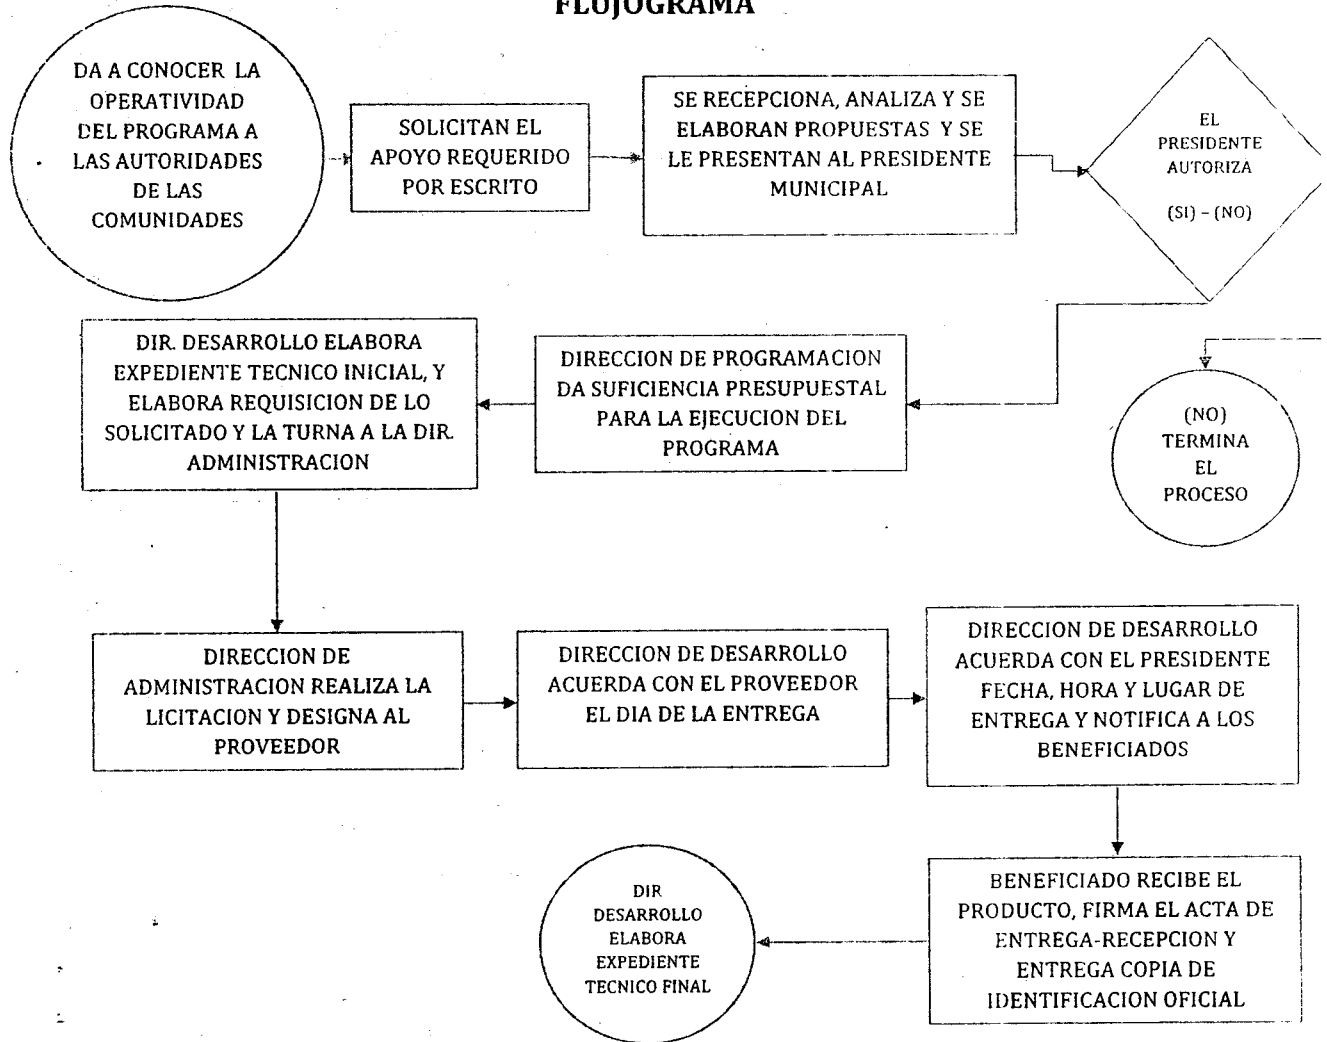 FLUJOGRAMA
DA A CONOCER LA
OPERATIVIDAD
DEL PROGRAMA A
LAS AUTORIDADES
DE LAS
COMUNIDADES
SOLICITAN EL
APOYO REQUERIDO
POR ESCRITO
SE RECEPCIONA, ANALIZA Y SE
ELABORAN PROPUESTAS Y SE
LE PRESENTAN AL PRESIDENTE
MUNICIPAL
EL
PRESIDENTE
AUTORIZA
(SI) – (NO)
DIR. DESARROLLO ELABORA
EXPEDIENTE TECNICO INICIAL, Y
ELABORA REQUISICION DE LO
SOLICITADO Y LA TURNA A LA DIR.
ADMINISTRACION
DIRECCION DE PROGRAMACION
DA SUFICIENCIA PRESUPUESTAL
PARA LA EJECUCION DEL
PROGRAMA
(NO)
TERMINA
EL
PROCESO
DIRECCION DE
ADMINISTRACION REALIZA LA
LICITACION Y DESIGNA AL
PROVEEDOR
DIRECCION DE DESARROLLO
ACUERDA CON EL PROVEEDOR
EL DIA DE LA ENTREGA
DIRECCION DE DESARROLLO
ACUERDA CON EL PRESIDENTE
FECHA, HORA Y LUGAR DE
ENTREGA Y NOTIFICA A LOS
BENEFICIADOS
DIR
DESARROLLO
ELABORA
EXPEDIENTE
TECNICO FINAL
BENEFICIADO RECIBE EL
PRODUCTO, FIRMA EL ACTA DE
ENTREGA-RECEPCION Y
ENTREGA COPIA DE
IDENTIFICACION OFICIAL